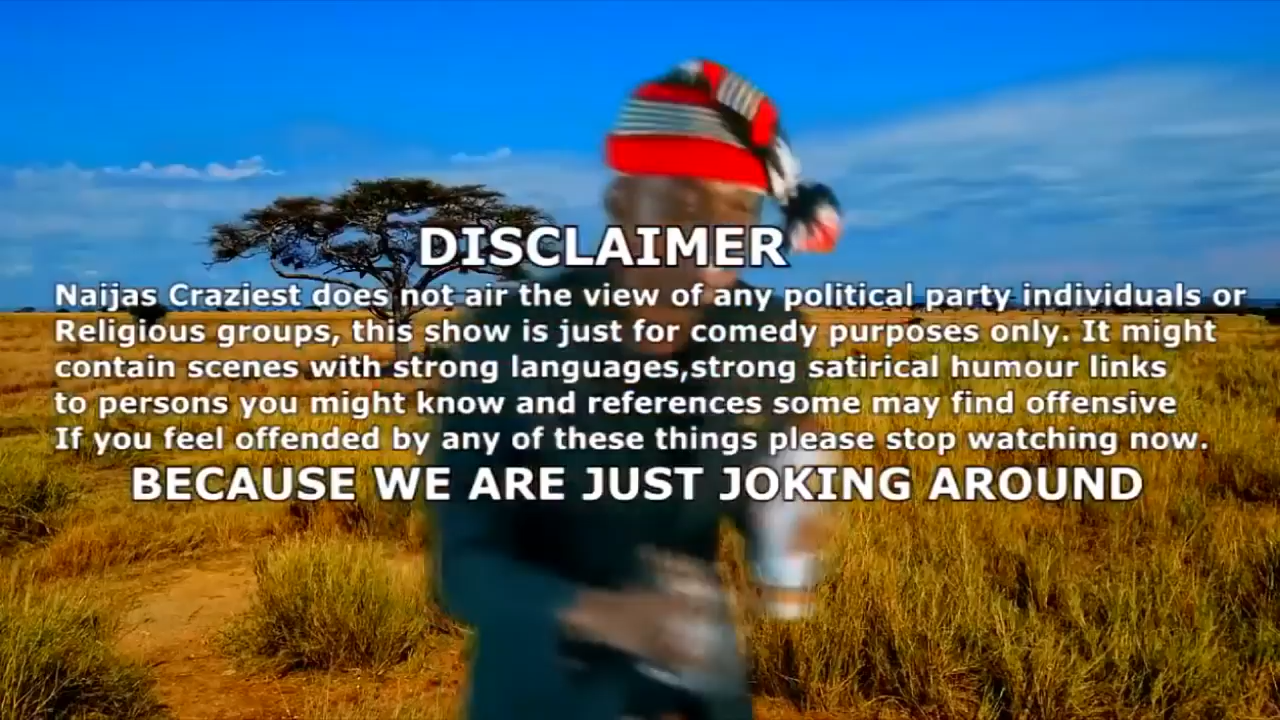 DISCLAIMER
Naijas Craziest does not air the view of any political party individuals or
Religious groups, this show is just for comedy purposes only. It might
contain scenes with strong languages,strong satirical humour links
to persons you might know and references some may find offensive
If you feel offended by any of these things please stop watching now.
BECAUSE WE ARE JUST JOKING AROUND